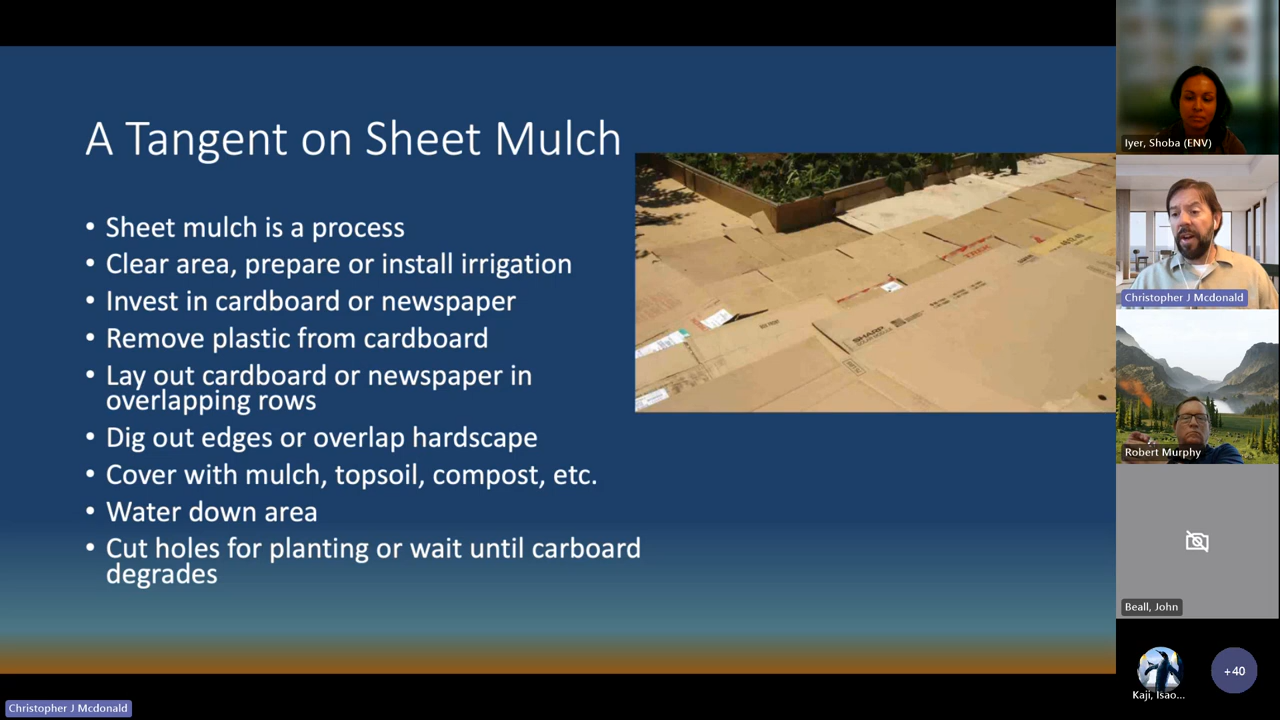 A Tangent on Sheet Mulch
• Sheet mulch is a process
• Clear area, prepare or install irrigation
• Invest in cardboard or newspaper
• Remove plastic from cardboard
• Lay out cardboard or newspaper in
overlapping rows
• Dig out edges or overlap hardscape
• Cover with mulch, topsoil, compost, etc.
• Water down area
• Cut holes for planting or wait until carboard
degrades
SHARP
Iyer, Shoba (ENV)
Christopher J Mcdonald
Robert Murphy
Beall, John
Kaji, Isao...
+40
Christopher J Mcdonald